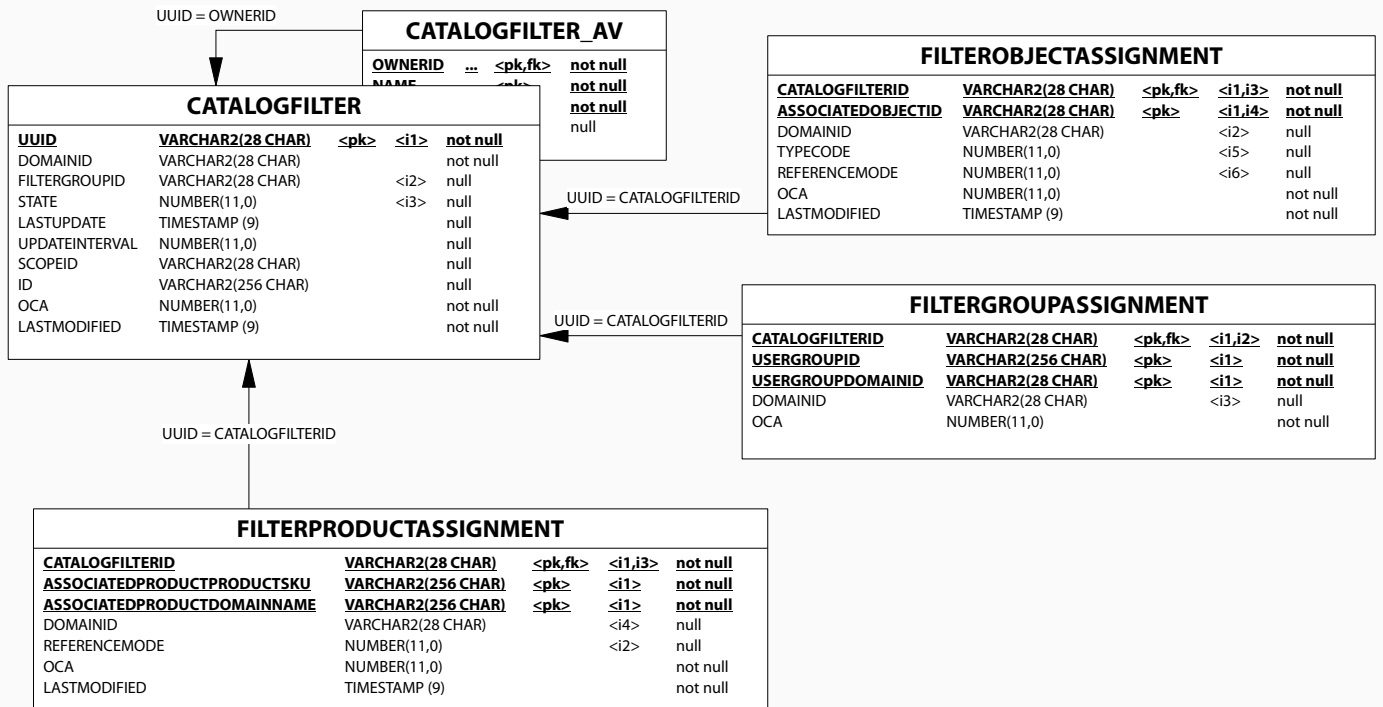 UUID = OWNERID
CATALOGFILTER_AV
OWNERID ... <pk,fk> not null
not null
not null
null
CATALOGFILTER
UUID VARCHAR2(28 CHAR) <pk> <i1> not null
DOMAINID VARCHAR2(28 CHAR) not null
FILTERGROUPID VARCHAR2(28 CHAR) <i2> null
STATE NUMBER(11,0) <i3> null
LASTUPDATE TIMESTAMP (9) null
UPDATEINTERVAL NUMBER(11,0) null
SCOPEID VARCHAR2(28 CHAR) null
ID VARCHAR2(256 CHAR) null
OCA NUMBER(11,0) not null
LASTMODIFIED TIMESTAMP (9) not null
FILTEROBJECTASSIGNMENT
CATALOGFILTERID VARCHAR2(28 CHAR) <pk,fk> <i1,i3> not null
ASSOCIATEDOBJECTID VARCHAR2(28 CHAR) <pk> <i1,i4> not null
DOMAINID VARCHAR2(28 CHAR) <i2> null
TYPECODE NUMBER(11,0) <i5> null
REFERENCEMODE NUMBER(11,0) <i6> null
OCA NUMBER(11,0) not null
LASTMODIFIED TIMESTAMP (9) not null
UUID = CATALOGFILTERID
FILTERGROUPASSIGNMENT
CATALOGFILTERID VARCHAR2(28 CHAR) <pk,fk> <i1,i2> not null
USERGROUPID VARCHAR2(256 CHAR) <pk> <i1> not null
USERGROUPDOMAINID VARCHAR2(28 CHAR) <pk> <i1> not null
DOMAINID VARCHAR2(28 CHAR) <i3> null
OCA NUMBER(11,0) not null
UUID = CATALOGFILTERID
UUID = CATALOGFILTERID
FILTERPRODUCTASSIGNMENT
CATALOGFILTERID VARCHAR2(28 CHAR) <pk,fk> <i1,i3> not null
ASSOCIATEDPRODUCTPRODUCTSKU VARCHAR2(256 CHAR) <pk> <i1> not null
ASSOCIATEDPRODUCTDOMAINNAME VARCHAR2(256 CHAR) <pk> <i1> not null
DOMAINID VARCHAR2(28 CHAR) <i4> null
REFERENCEMODE NUMBER(11,0) <i2> null
OCA NUMBER(11,0) not null
LASTMODIFIED TIMESTAMP (9) not null